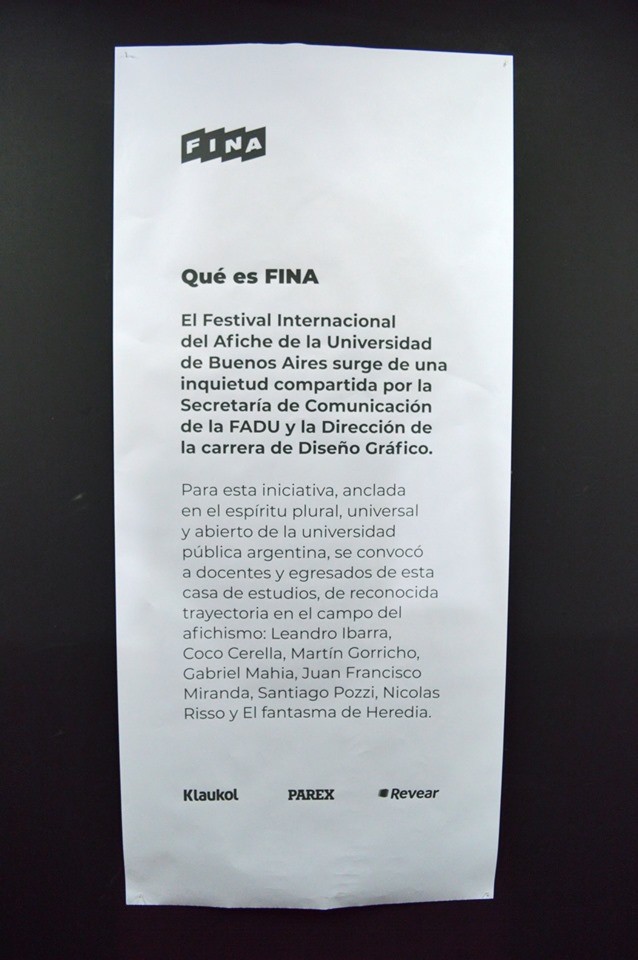 FINA
Qué es FINA
El Festival Internacional
del Afiche de la Universidad
de Buenos Aires surge de una
inquietud compartida por la
Secretaría de Comunicación
de la FADU y la Dirección de
la carrera de Diseño Gráfico.
Para esta iniciativa, anclada
en el espíritu plural, universal
y abierto de la universidad
pública argentina, se convocó
a docentes y egresados de esta
casa de estudios, de reconocida
trayectoria en el campo del
afichismo: Leandro Ibarra,
Coco Cerella, Martín Gorricho,
Gabriel Mahia, Juan Francisco
Miranda, Santiago Pozzi, Nicolas
Risso y El fantasma de Heredia.
Klaukol PAREX Revear